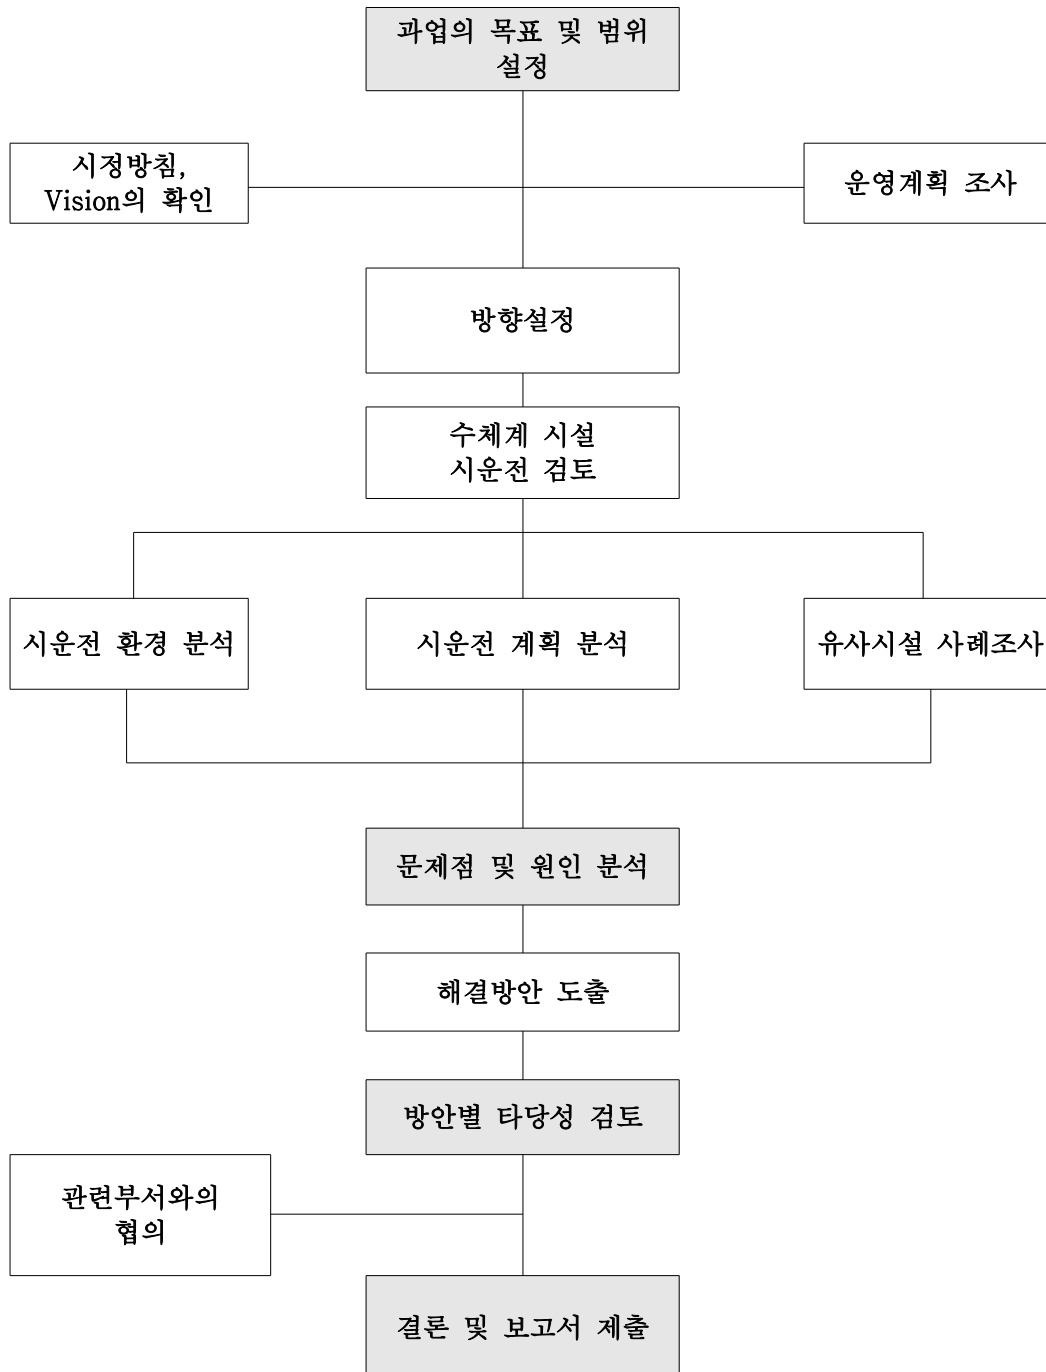 과업의 목표 및 범위
설정
시정방침,
Vision의 확인
운영계획 조사
방향설정
수체계 시설
시운전 검토
시운전 환경 분석
시운전 계획 분석
유사시설 사례조사
문제점 및 원인 분석
해결방안 도출
방안별 타당성 검토
관련부서와의
협의
결론 및 보고서 제출